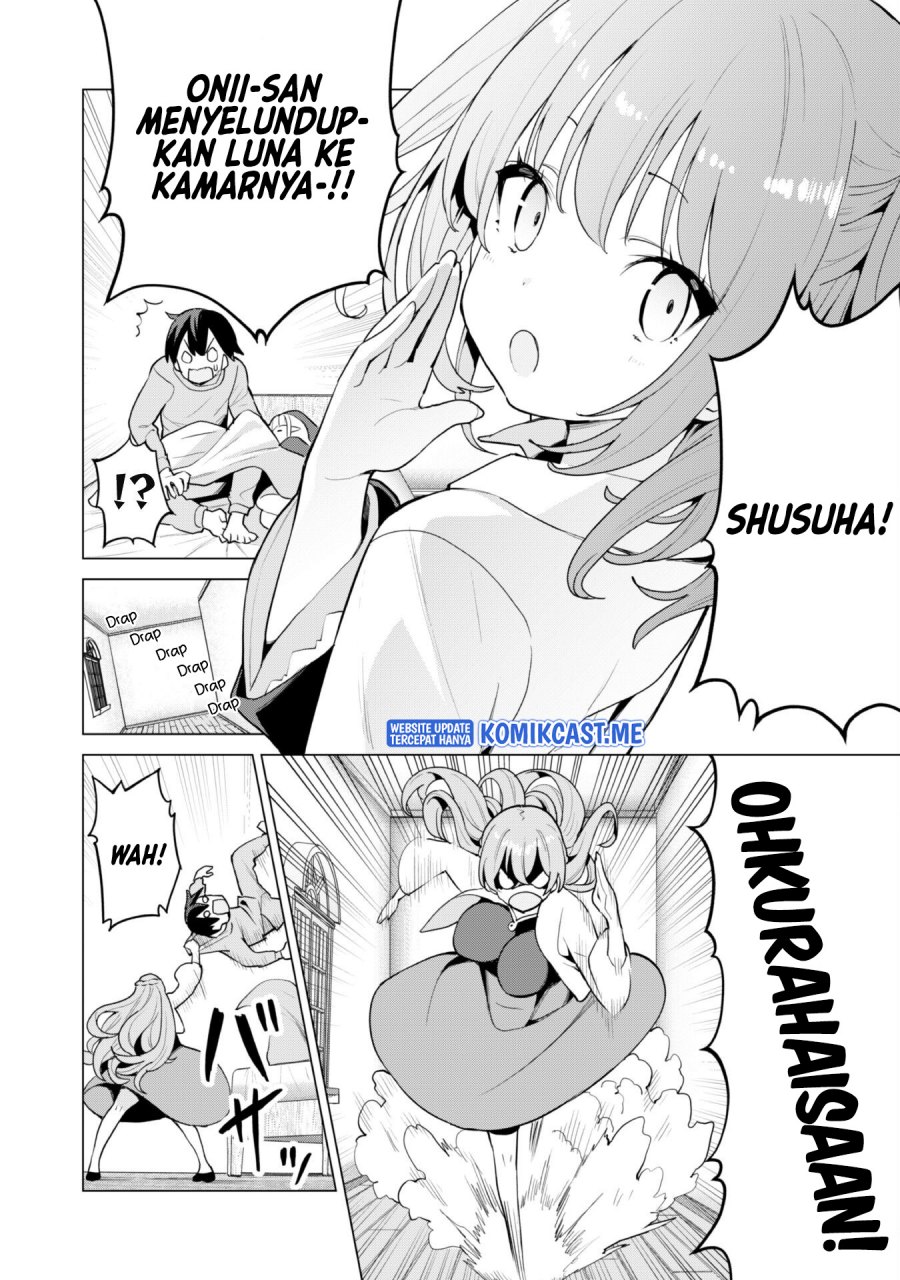 SHUSUHA!
ONII-SAN
MENYELUNDUP-
KAN LUNA KE
KAMARNYA-!!
!?
Drap
Drap
Drap
Drap
Drap
Drap
WEBSITE UPDATE
TERCEPAT HANYA
KOMIKCAST.ME
OHKURAHAISAAN!
WAH!
バサッ